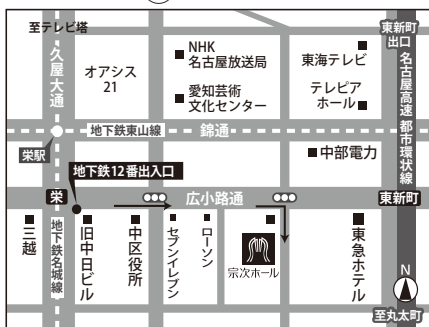 至テレビ塔
久屋大通
オアシス
21
NHK
名古屋放送局
愛知芸術
文化センター
東海テレビ
テレピア
ホール
東新町
出口
名古屋高速 都市環状線
地下鉄東山線
錦通
栄駅
中部電力
地下鉄12番出入口
栄
広小路通
東新町
三越
地下鉄名城線
旧中日ビル
中区役所
セブンイレブン
ローソン
宗次ホール
東急ホテル
N
至丸太町